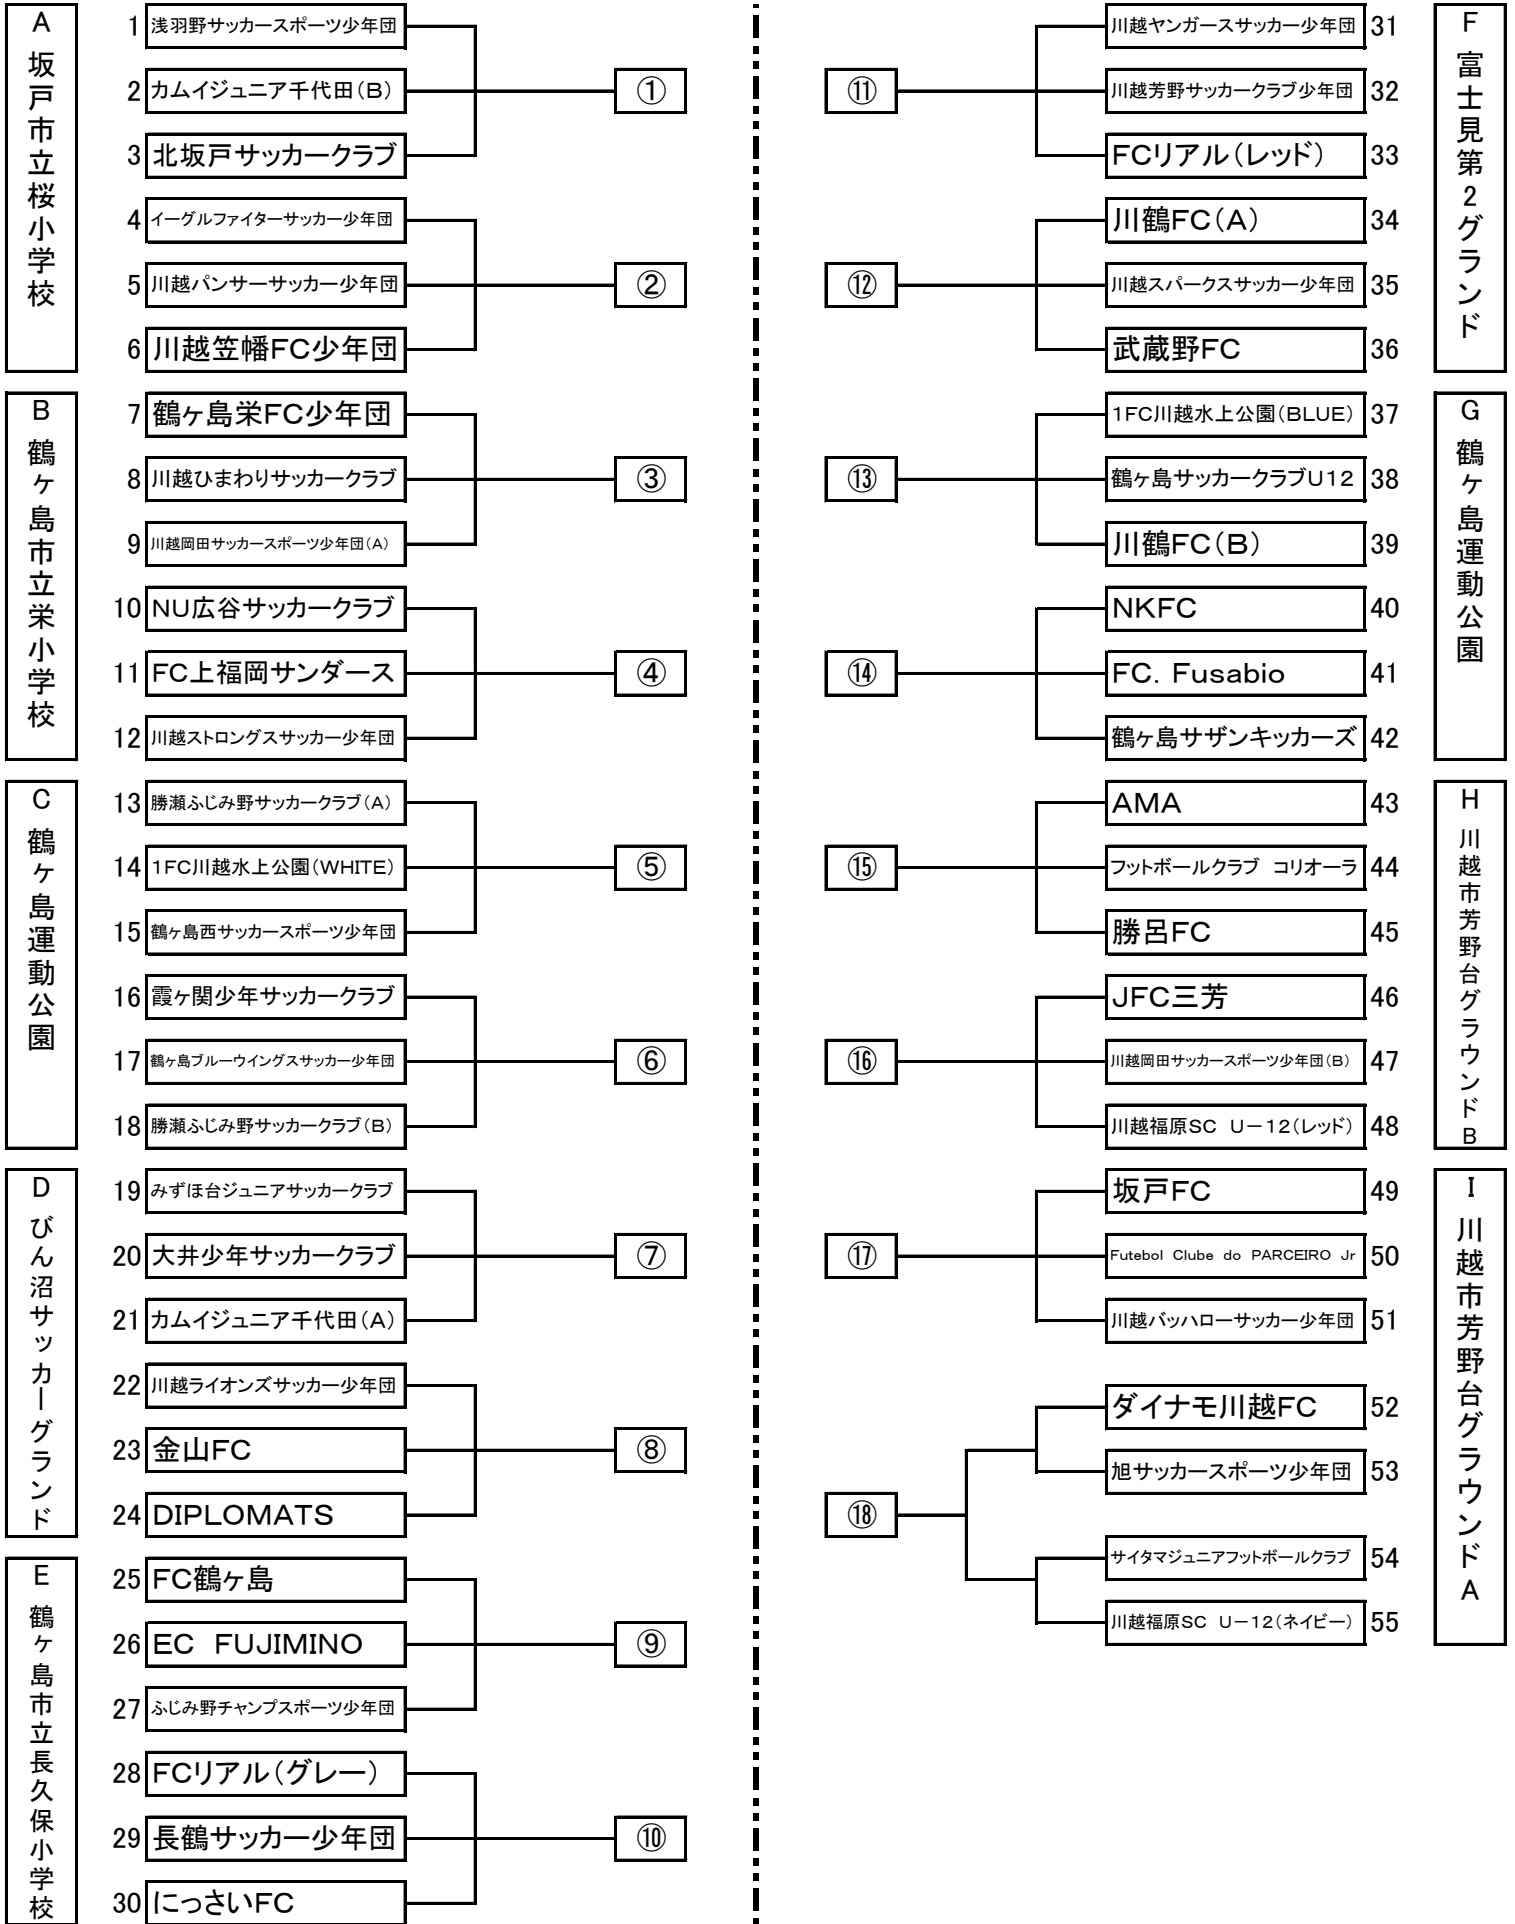 A 坂戸市立桜小学校
1 浅羽野サッカースポーツ少年団
2 カムイジュニア千代田(B)
①
3 北坂戸サッカークラブ
4 イーグルファイターサッカー少年団
5 川越パンサーサッカー少年団
②
6 川越笠幡FC少年団
B 鶴ヶ島市立栄小学校
7 鶴ヶ島栄FC少年団
8 川越ひまわりサッカークラブ
③
9 川越岡田サッカースポーツ少年団(A)
10 NU広谷サッカークラブ
11 FC上福岡サンダース
④
12 川越ストロングスサッカー少年団
C 鶴ヶ島運動公園
13 勝瀬ふじみ野サッカークラブ(A)
14 1FC川越水上公園(WHITE)
⑤
15 鶴ヶ島西サッカースポーツ少年団
16 霞ヶ関少年サッカークラブ
17 鶴ヶ島ブルーウイングスサッカー少年団
⑥
18 勝瀬ふじみ野サッカークラブ(B)
D びん沼サッカーグランド
19 みずほ台ジュニアサッカークラブ
20 大井少年サッカークラブ
⑦
21 カムイジュニア千代田(A)
22 川越ライオンズサッカー少年団
23 金山FC
⑧
24 DIPLOMATS
E 鶴ヶ島市立長久保小学校
25 FC鶴ヶ島
26 EC FUJIMINO
⑨
27 ふじみ野チャンプスポーツ少年団
28 FCリアル(グレー)
29 長鶴サッカー少年団
⑩
30 にっさいFC
F 富士見第2グランド
川越ヤンガースサッカー少年団 31
⑪
川越芳野サッカークラブ少年団 32
FCリアル(レッド) 33
川鶴FC(A) 34
⑫
川越スパークスサッカー少年団 35
武蔵野FC 36
G 鶴ヶ島運動公園
1FC川越水上公園(BLUE) 37
⑬
鶴ヶ島サッカークラブU12 38
川鶴FC(B) 39
NKFC 40
⑭
FC. Fusabio 41
鶴ヶ島サザンキッカーズ 42
H 川越市芳野台グラウンドB
AMA 43
⑮
フットボールクラブ コリオーラ 44
勝呂FC 45
JFC三芳 46
⑯
川越岡田サッカースポーツ少年団(B) 47
川越福原SC U-12(レッド) 48
I 川越市芳野台グラウンドA
坂戸FC 49
⑰
Futebol Clube do PARCEIRO Jr 50
川越バッハローサッカー少年団 51
ダイナモ川越FC 52
旭サッカースポーツ少年団 53
⑱
サイタマジュニアフットボールクラブ 54
川越福原SC U-12(ネイビー) 55